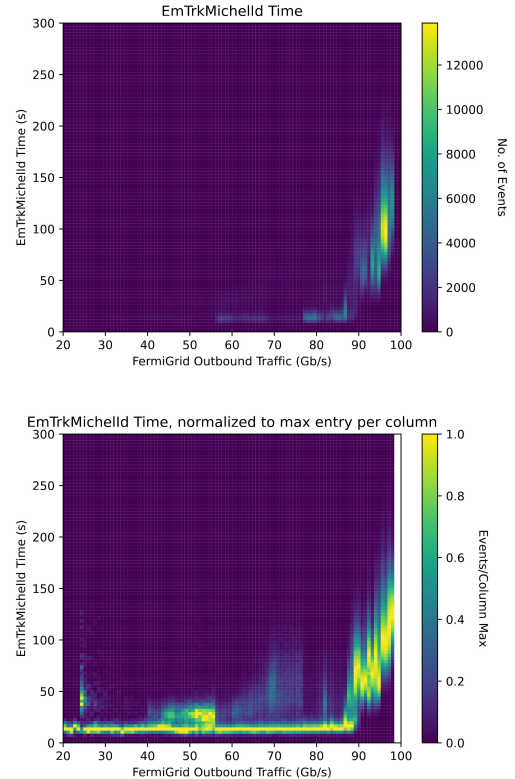 EmTrkMichelId Time
300
250
200
150
100
50
0
EmTrkMichelId Time (s)
20 30 40 50 60 70 80 90 100
FermiGrid Outbound Traffic (Gb/s)
12000
10000
8000
6000
4000
2000
0
No. of Events
EmTrkMichelId Time, normalized to max entry per column
300
250
200
150
100
50
0
EmTrkMichelId Time (s)
20 30 40 50 60 70 80 90 100
FermiGrid Outbound Traffic (Gb/s)
1.0
0.8
0.6
0.4
0.2
0.0
Events/Column Max